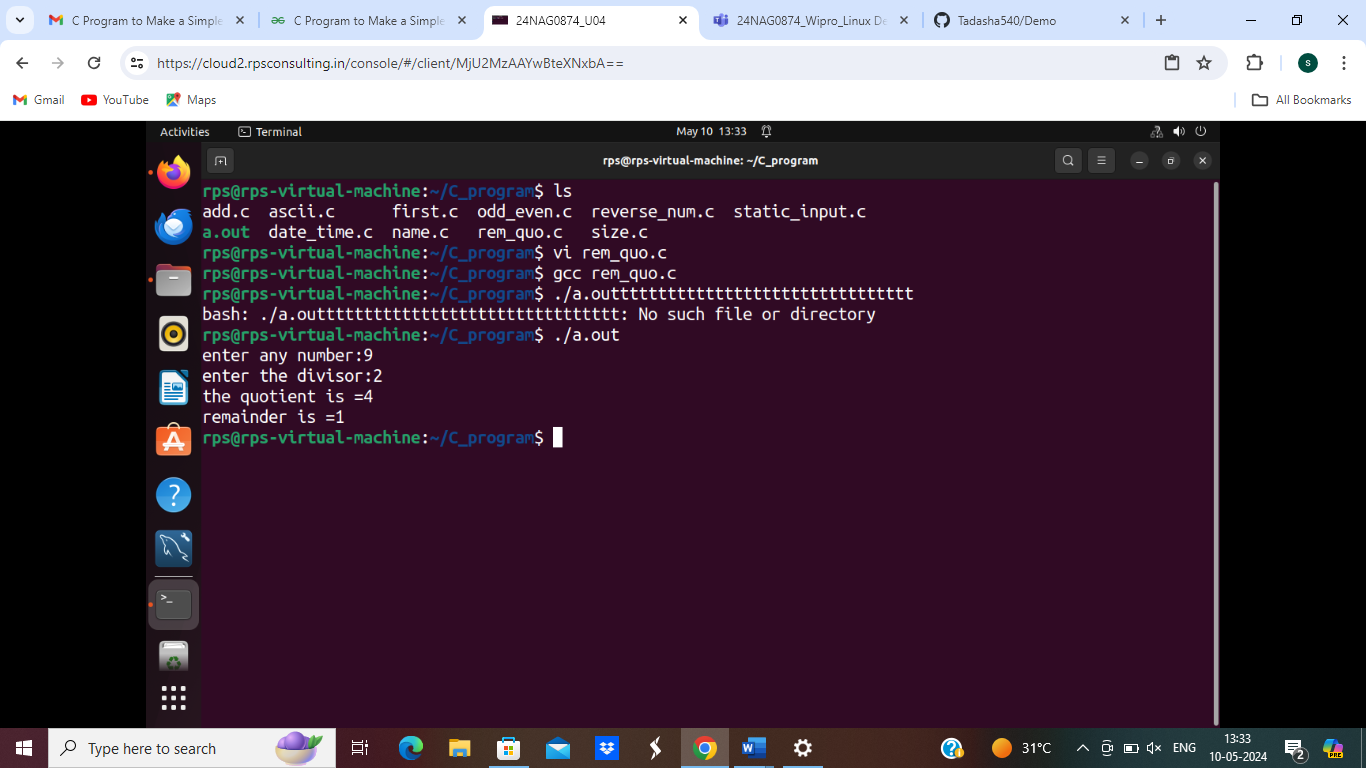 C Program to Make a Simple
C Program to Make a Simple
24NAG0874_U04
24NAG0874_Wipro_Linux De
Tadasha540/Demo
https://cloud2.rpsconsulting.in/console/#/client/MjU2MzAAYwBteXNxbA==
S
Gmail
YouTube
Maps
All Bookmarks
Activities
Terminal
May 10 13:33
rps@rps-virtual-machine: ~/C_program
rps@rps-virtual-machine:~/C_program$ ls
add.c ascii.c first.c odd_even.c reverse_num.c static_input.c
a.out date_time.c name.c rem_quo.c size.c
rps@rps-virtual-machine:~/C_program$ vi rem_quo.c
rps@rps-virtual-machine:~/C_program$ gcc rem_quo.c
rps@rps-virtual-machine:~/C_program$ ./a.outttttttttttttttttttttttttttttttttt
bash: ./a.outttttttttttttttttttttttttttttttttt: No such file or directory
rps@rps-virtual-machine:~/C_program$ ./a.out
enter any number:9
enter the divisor:2
the quotient is =4
remainder is =1
rps@rps-virtual-machine:~/C_program$
Type here to search
31°C
ENG
13:33
10-05-2024
2
PRE